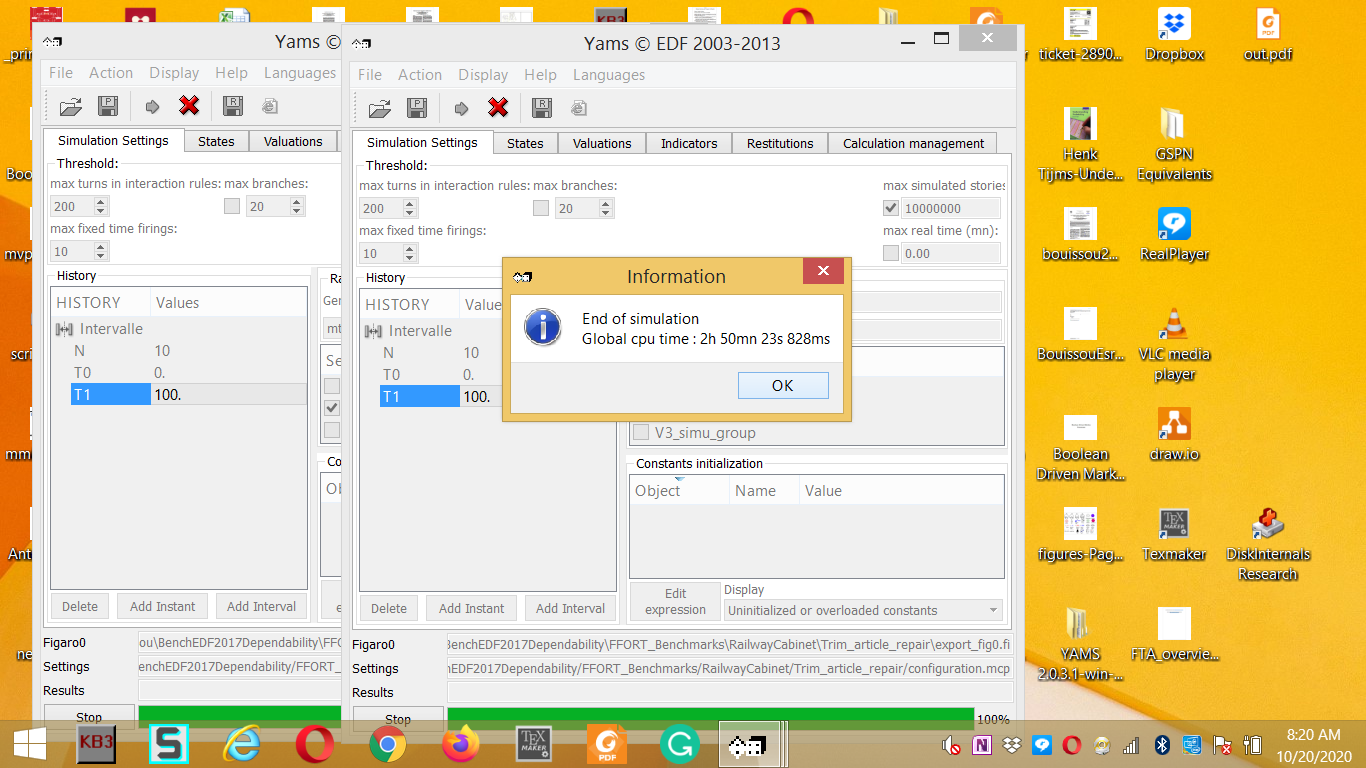 Yams ©
File Action Display Help Languages
Simulation Settings States Valuations
Threshold:
max turns in interaction rules: max branches:
200 20
max fixed time firings:
10
History
HISTORY Values
Intervalle
N 10
T0 0.
T1 100.
Delete Add Instant Add Interval
Figaro0 ou\BenchEDF2017Dependability\FFO
Settings enchEDF2017Dependability/FFORT_
Results
Stop
Yams © EDF 2003-2013
File Action Display Help Languages
Simulation Settings States Valuations Indicators Restitutions Calculation management
Threshold:
max turns in interaction rules: max branches: max simulated stories
200 20 10000000
max fixed time firings: max real time (mn):
10 0.00
History
HISTORY Value
Intervalle
N 10
T0 0.
T1 100.
V3_simu_group
Constants initialization
Object Name Value
Edit expression
Display
Uninitialized or overloaded constants
Delete Add Instant Add Interval
Figaro0 BenchEDF2017Dependability\FFORT_Benchmarks\RailwayCabinet\Trim_article_repair\export_fig0.fi
Settings hEDF2017Dependability/FFORT_Benchmarks/RailwayCabinet/Trim_article_repair/configuration.mcp
Results
Stop 100%
Information
End of simulation
Global cpu time : 2h 50mn 23s 828ms
OK
ticket-2890... Dropbox out.pdf
Henk
Tijms-Unde...
GSPN
Equivalents
bouissou2... RealPlayer
BouissouEsr... VLC media
player
Boolean
Driven Mark...
draw.io
figures-Pag... Texmaker DiskInternals
Research
YAMS
2.0.3.1-win-...
FTA_overvie...
KB3
TEX
MAKER
PDF
8:20 AM
10/20/2020